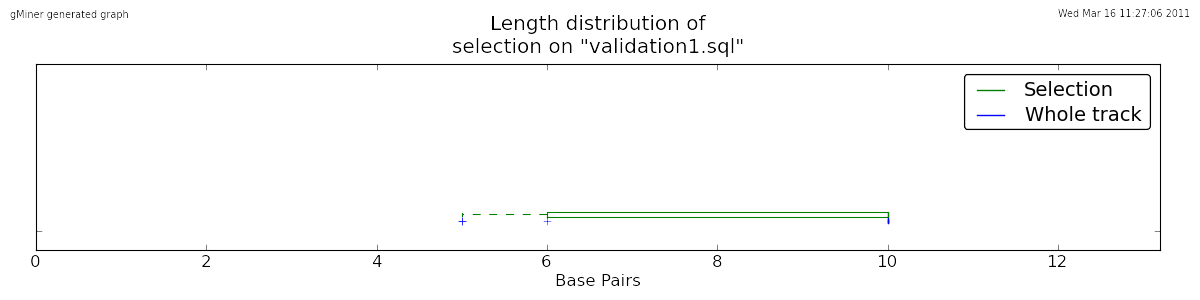 gMiner generated graph
Wed Mar 16 11:27:06 2011
Length distribution of
selection on "validation1.sql"
Selection
Whole track
0 2 4 6 8 10 12
Base Pairs